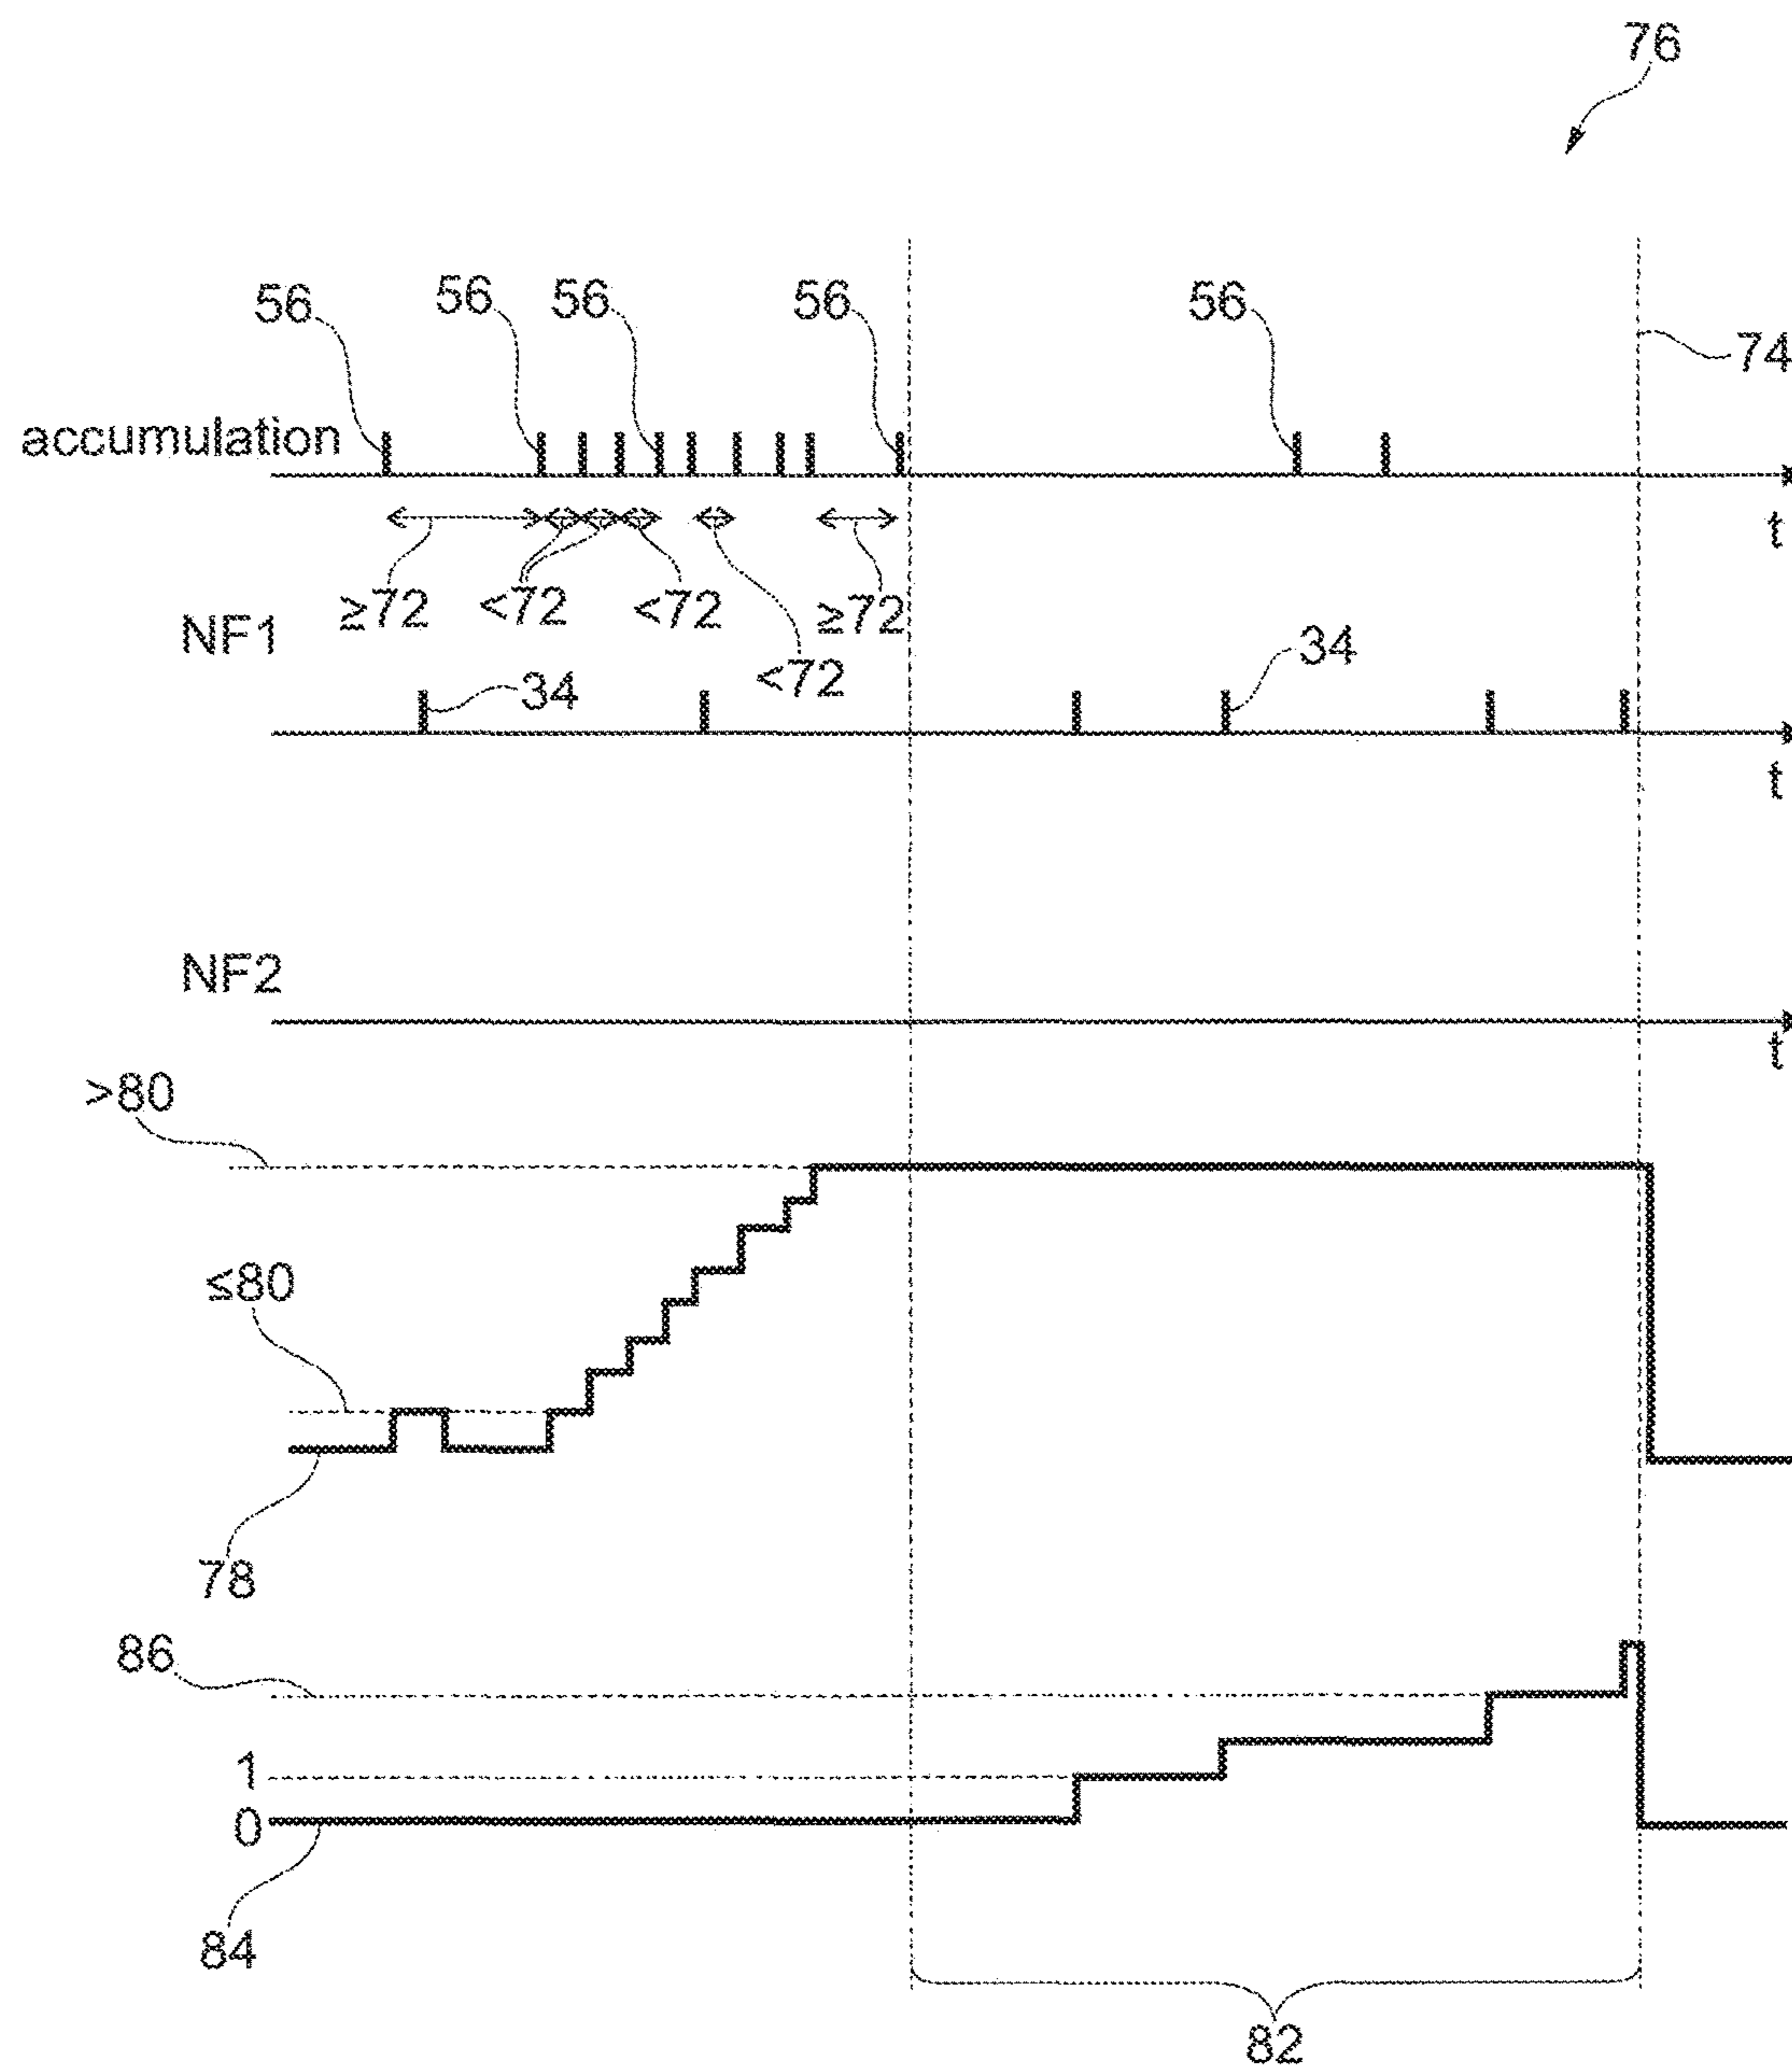 76
56 56 56 56 56
74
accumulation
t
≥72 <72 <72 ≥72
NF1
<72
34 34
t
NF2
t
>80
≤80
78
86
1
0
84
82